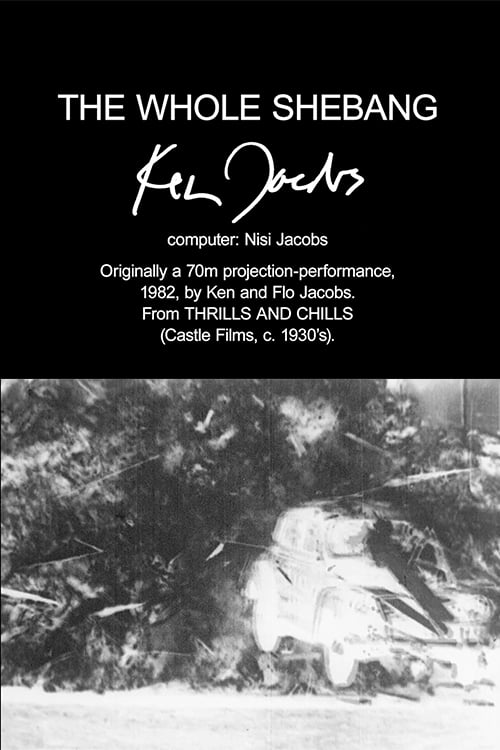 THE WHOLE SHEBANG
Ken Jacobs
computer: Nisi Jacobs
Originally a 70m projection-performance,
1982, by Ken and Flo Jacobs.
From THRILLS AND CHILLS
(Castle Films, c. 1930's).